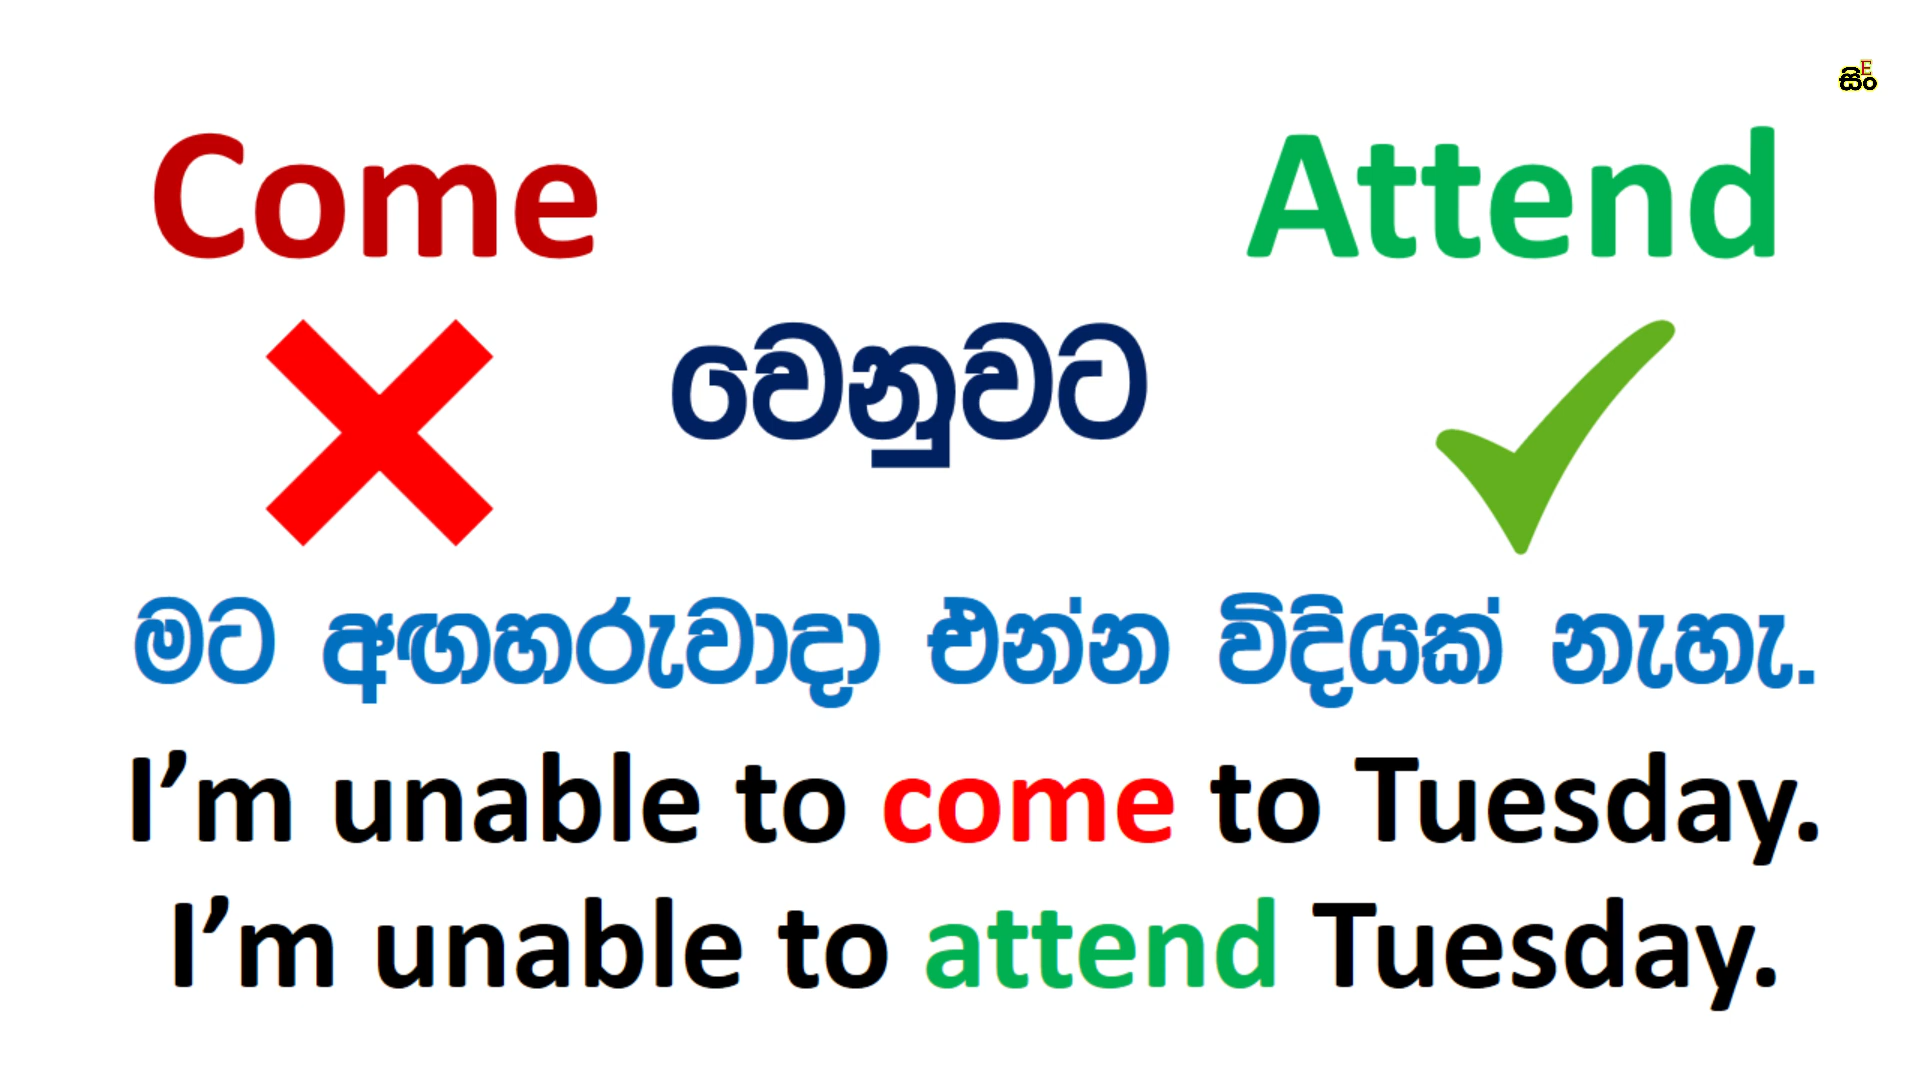 සිංE
Come Attend
වෙනුවට
මට අඟහරුවාදා එන්න විදියක් නැහැ.
I’m unable to come to Tuesday.
I’m unable to attend Tuesday.